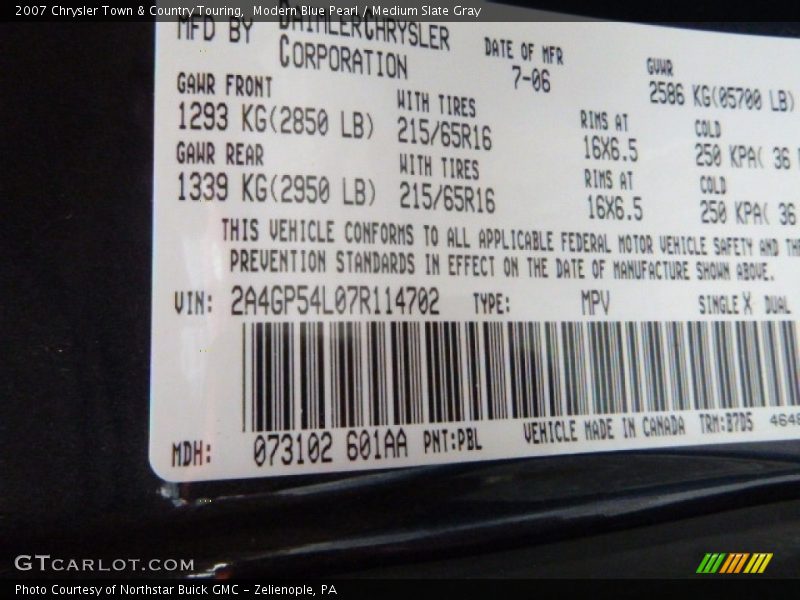 2007 Chrysler Town & Country Touring,  Modern Blue Pearl / Medium Slate Gray
MFD BY DAIMLERCHRYSLER CORPORATION
DATE OF MFR
7-06
GVWR
2586 KG(05700 LB)
GAWR FRONT
1293 KG(2850 LB)
WITH TIRES
215/65R16
RIMS AT
16X6.5
COLD
250 KPA( 36
GAWR REAR
1339 KG(2950 LB)
WITH TIRES
215/65R16
RIMS AT
16X6.5
COLD
250 KPA( 36
THIS VEHICLE CONFORMS TO ALL APPLICABLE FEDERAL MOTOR VEHICLE SAFETY AND
PREVENTION STANDARDS IN EFFECT ON THE DATE OF MANUFACTURE SHOWN ABOVE.
VIN: 2A4GP54L07R114702 TYPE: MPV SINGLE X DUAL
MDH: 073102 601AA PNT:PBL VEHICLE MADE IN CANADA TRM:B7D5 4648
GTCARLOT.COM
Photo Courtesy of Northstar Buick GMC – Zelienople, PA